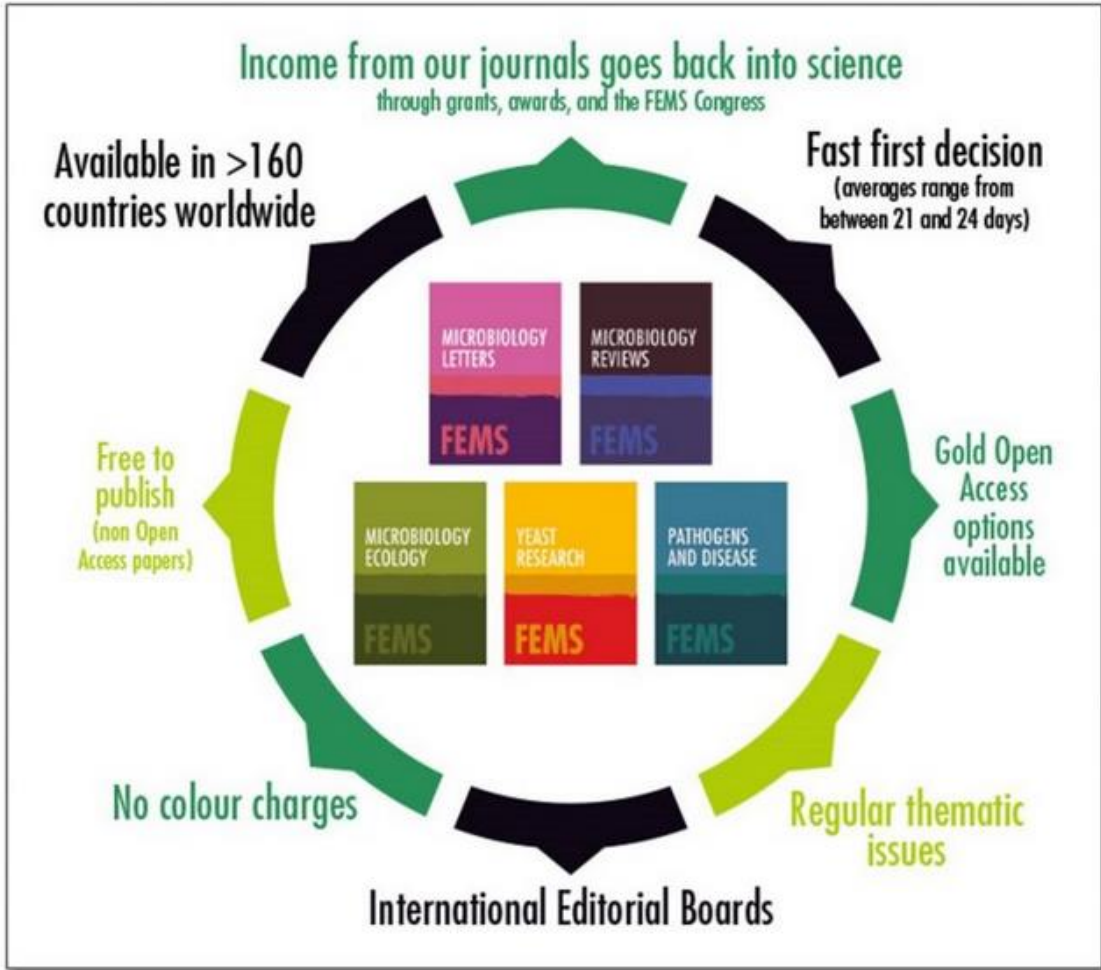 Income from our journals goes back into science
through grants, awards, and the FEMS Congress
Available in >160
countries worldwide
Fast first decision
(averages range from
between 21 and 24 days)
MICROBIOLOGY
LETTERS
FEMS
MICROBIOLOGY
REVIEWS
FEMS
Free to
publish
(non Open
Access papers)
Gold Open
Access
options
available
MICROBIOLOGY
ECOLOGY
FEMS
YEAST
RESEARCH
FEMS
PATHOGENS
AND DISEASE
FEMS
No colour charges
Regular thematic
issues
International Editorial Boards